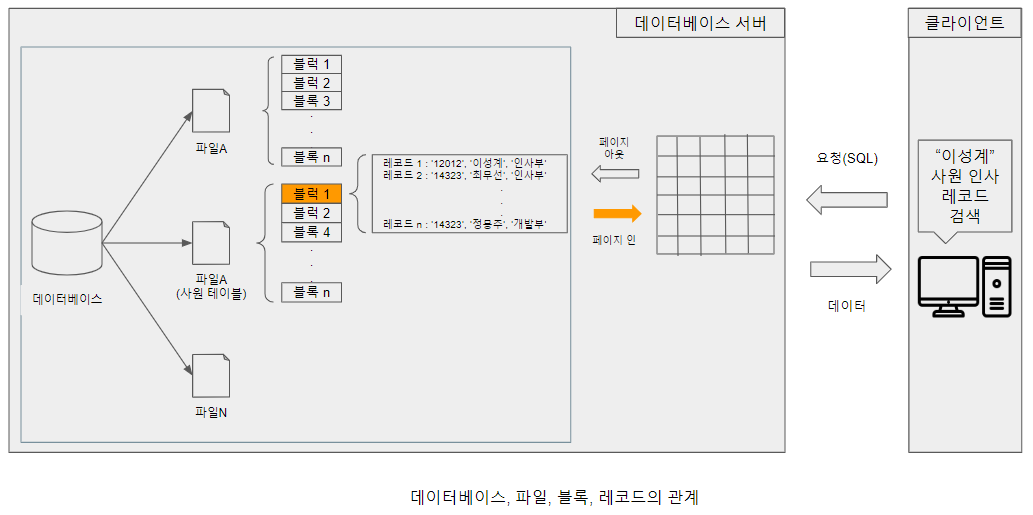 데이터베이스 서버
클라이언트
블럭 1
블럭 2
블록 3
.
.
블록 n
파일A
레코드 1 : '12012', '이성계', '인사부'
레코드 2 : '14323', '최무선', '인사부'
.
.
.
레코드 n : '14323', '정몽주', '개발부'
블럭 1
블럭 2
블록 4
.
.
블록 n
파일A
(사원 테이블)
데이터베이스
파일N
페이지
아웃
페이지 인
요청(SQL)
데이터
“이성계”
사원 인사
레코드
검색
데이터베이스, 파일, 블록, 레코드의 관계